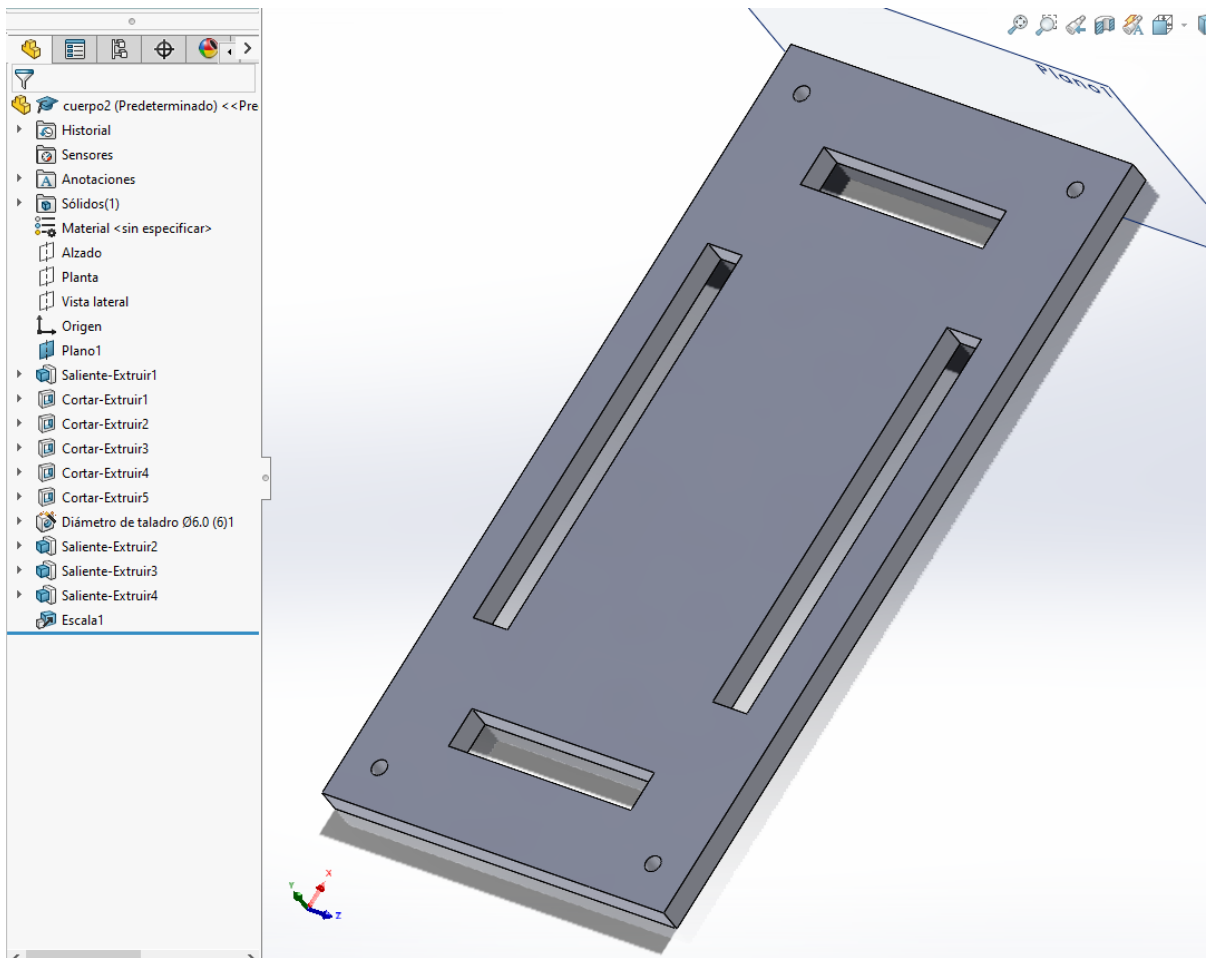 cuerpo2 (Predeterminado) <<Pre
Historial
Sensores
Anotaciones
Sólidos(1)
Material <sin especificar>
Alzado
Planta
Vista lateral
Origen
Plano1
Saliente-Extruir1
Cortar-Extruir1
Cortar-Extruir2
Cortar-Extruir3
Cortar-Extruir4
Cortar-Extruir5
Diámetro de taladro Ø6.0 (6)1
Saliente-Extruir2
Saliente-Extruir3
Saliente-Extruir4
Escala1
Plano1
X
Y
Z